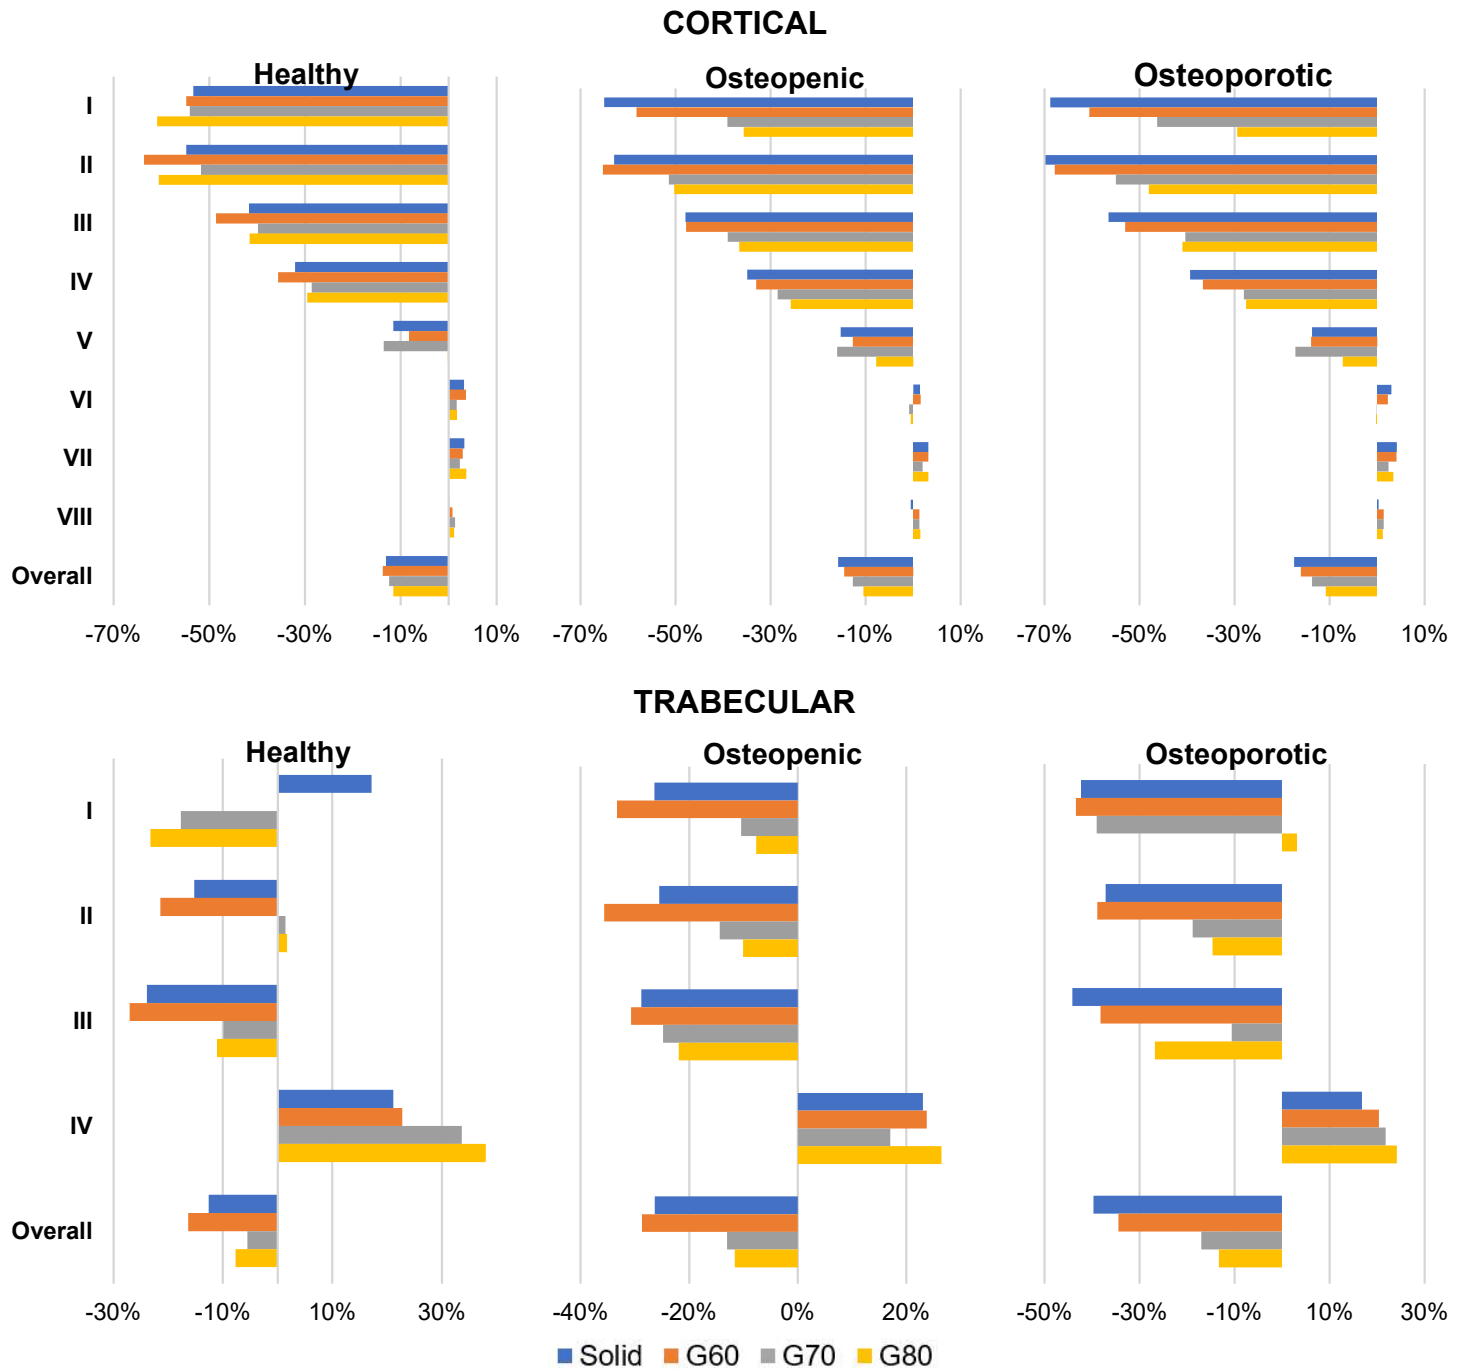 CORTICAL
Healthy Osteopenic Osteoporotic
I
II
III
IV
V
VI
VII
VIII
Overall
-70% -50% -30% -10% 10% -70% -50% -30% -10% 10% -70% -50% -30% -10% 10%
TRABECULAR
Healthy Osteopenic Osteoporotic
I
II
III
IV
Overall
-30% -10% 10% 30% -40% -20% 0% 20% -50% -30% -10% 10% 30%
Solid G60 G70 G80